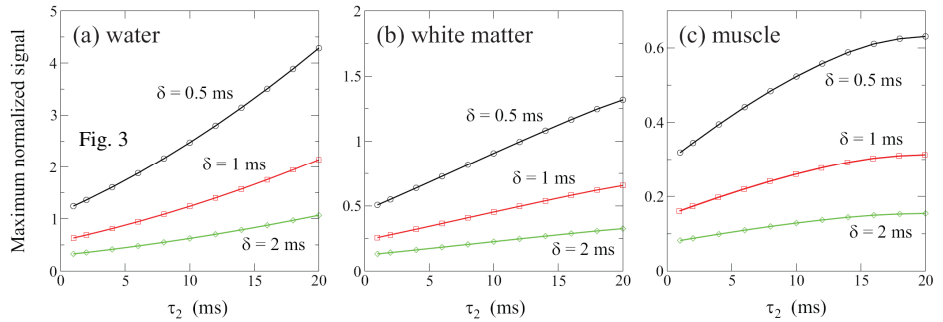 Maximum normalized signal
(a) water
5
4
3
2
1
0
δ = 0.5 ms
Fig. 3
δ = 1 ms
δ = 2 ms
0 5 10 15 20
τ2 (ms)
(b) white matter
2
1.5
1
0.5
0
δ = 0.5 ms
δ = 1 ms
δ = 2 ms
0 5 10 15 20
τ2 (ms)
(c) muscle
0.6
0.4
0.2
0
δ = 0.5 ms
δ = 1 ms
δ = 2 ms
0 5 10 15 20
τ2 (ms)